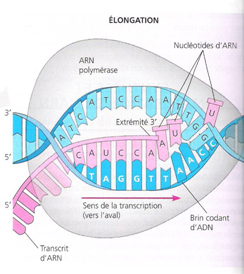 ÉLONGATION
Nucléotides d'ARN
ARN
polymérase
Extrémité 3'
3'
5'
5'
A T C C A A T T G G
U
U
C A U C C A A
T A G G T T A A C C
Sens de la transcription
(vers l'aval)
Brin codant
d'ADN
Transcrit
d'ARN